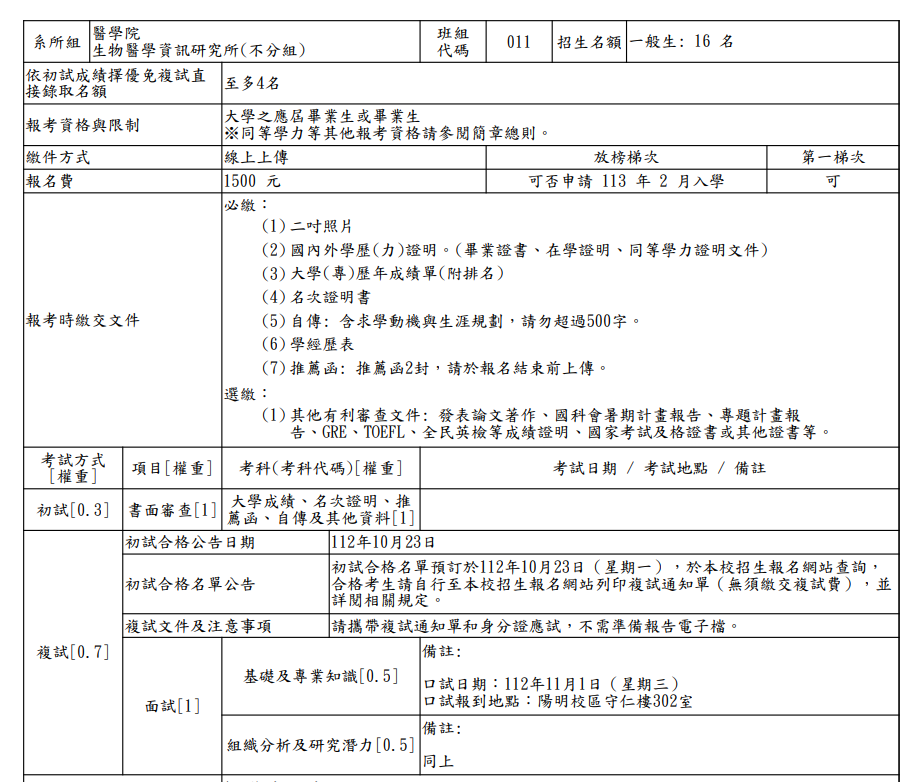 系所組 醫學院
生物醫學資訊研究所(不分組) 班組
代碼 011 招生名額 一般生: 16 名
依初試成績擇優免複試直
接錄取名額 至多4名
報考資格與限制 大學之應屆畢業生或畢業生
※同等學力等其他報考資格請參閱簡章總則。
繳件方式 線上上傳 放榜梯次 第一梯次
報名費 1500 元 可否申請 113 年 2 月入學 可
報考時繳交文件 必繳：
(1)二吋照片
(2)國內外學歷(力)證明。(畢業證書、在學證明、同等學力證明文件)
(3)大學(專)歷年成績單(附排名)
(4)名次證明書
(5)自傳: 含求學動機與生涯規劃，請勿超過500字。
(6)學經歷表
(7)推薦函: 推薦函2封，請於報名結束前上傳。
選繳：
(1)其他有利審查文件: 發表論文著作、國科會暑期計畫報告、專題計畫報
告、GRE、TOEFL、全民英檢等成績證明、國家考試及格證書或其他證書等。
考試方式
[權重] 項目[權重] 考科(考科代碼)[權重] 考試日期 / 考試地點 / 備註
初試[0.3] 書面審查[1] 大學成績、名次證明、推
薦函、自傳及其他資料[1]
複試[0.7] 初試合格公告日期 112年10月23日
初試合格名單公告 初試合格名單預訂於112年10月23日（星期一），於本校招生報名網站查詢，
合格考生請自行至本校招生報名網站列印複試通知單（無須繳交複試費），並
詳閱相關規定。
複試文件及注意事項 請攜帶複試通知單和身分證應試，不需準備報告電子檔。
面試[1] 基礎及專業知識[0.5] 備註:
口試日期：112年11月1日（星期三）
口試報到地點：陽明校區守仁樓302室
組織分析及研究潛力[0.5] 備註:
同上